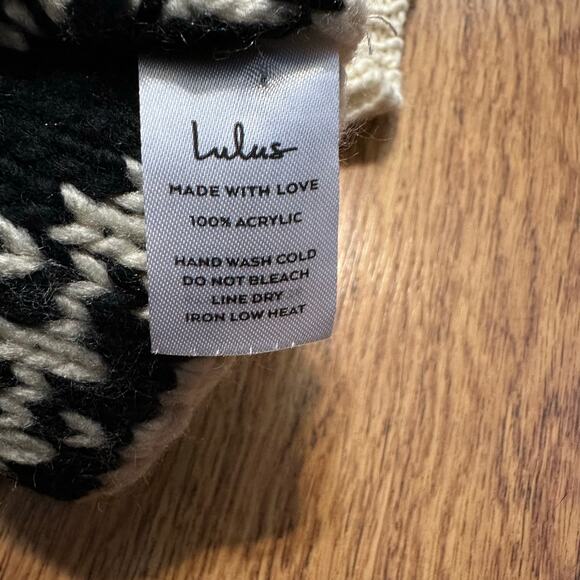 Lulus
MADE WITH LOVE
100% ACRYLIC
HAND WASH COLD
DO NOT BLEACH
LINE DRY
IRON LOW HEAT